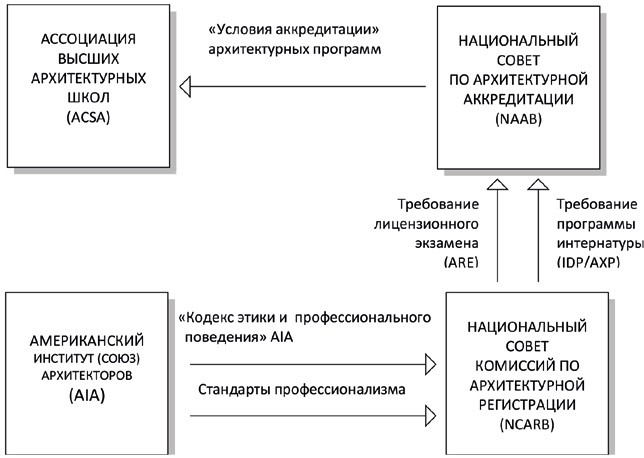 АССОЦИАЦИЯ
ВЫСШИХ
АРХИТЕКТУРНЫХ
ШКОЛ
(ACSA)
«Условия аккредитации»
архитектурных программ
НАЦИОНАЛЬНЫЙ
СОВЕТ
ПО АРХИТЕКТУРНОЙ
АККРЕДИТАЦИИ
(NAAB)
Требование
лицензионного
экзамена
(ARE)
Требование
программы
интернатуры
(IDP/AXP)
АМЕРИКАНСКИЙ
ИНСТИТУТ (СОЮЗ)
АРХИТЕКТОРОВ
(AIA)
«Кодекс этики и профессионального
поведения» AIA
Стандарты профессионализма
НАЦИОНАЛЬНЫЙ
СОВЕТ
КОМИССИЙ ПО
АРХИТЕКТУРНОЙ
РЕГИСТРАЦИИ
(NCARB)